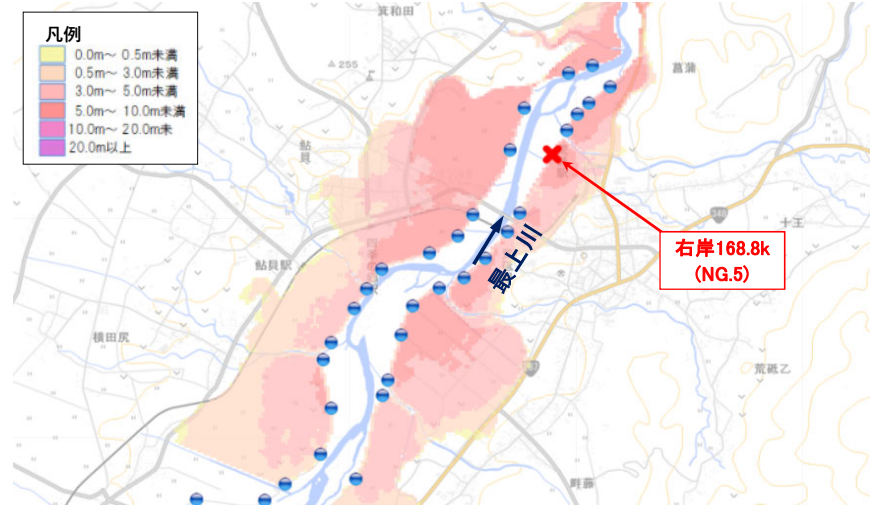 凡例
0.0m～ 0.5m未満
0.5m～ 3.0m未満
3.0m～ 5.0m未満
5.0m～ 10.0m未満
10.0m～ 20.0m未
20.0m以上
箕和田
255
菖蒲
鮎
貝
348
十王
右岸168.8k
(NG.5)
最上川
鮎貝駅
横田尻
荒砥乙
畔藤